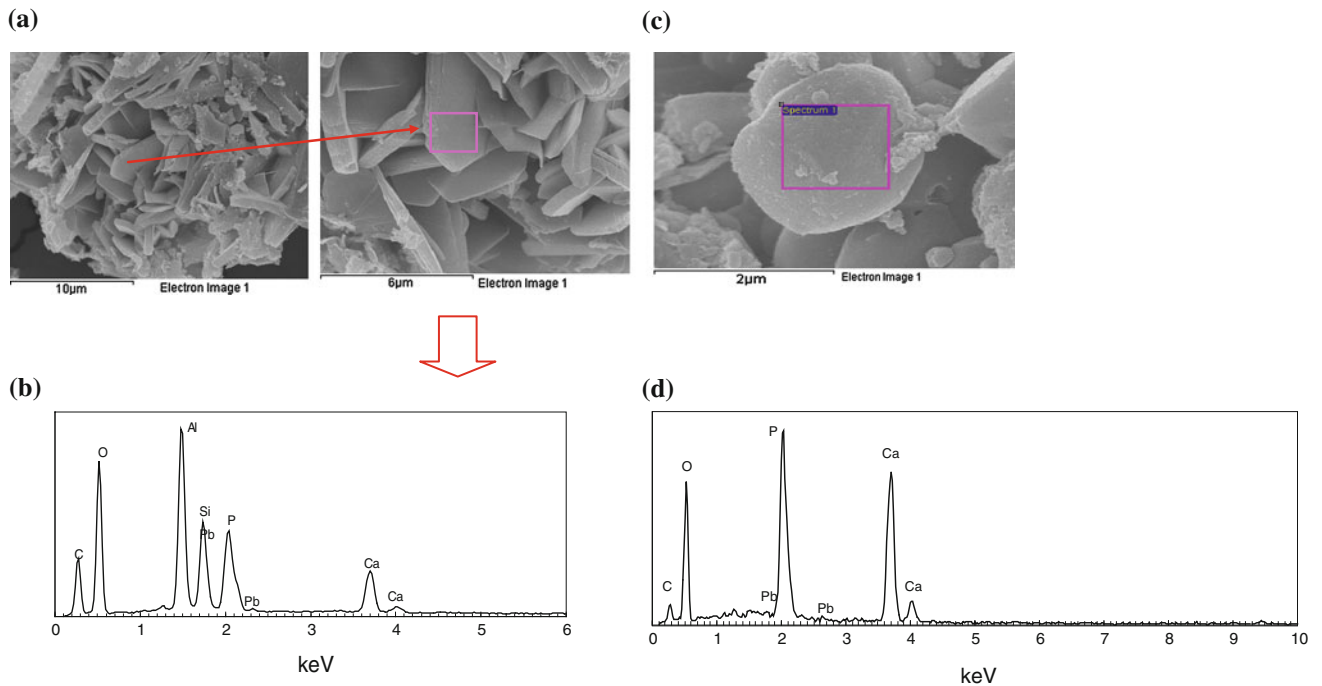 (a)
(c)
Spectrum 1
10µm Electron Image 1
6µm Electron Image 1
2µm Electron Image 1
(b)
(d)
Al
O
Si
Pb
P
C
Ca
Pb
Ca
0 1 2 3 4 5 6
keV
P
Ca
O
C
Pb
Pb
Ca
0 1 2 3 4 5 6 7 8 9 10
keV